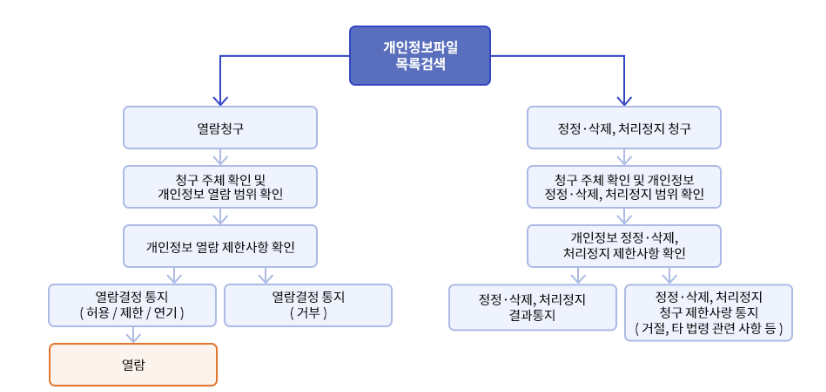 개인정보파일
목록검색
열람청구
청구 주체 확인 및
개인정보 열람 범위 확인
개인정보 열람 제한사항 확인
열람결정 통지
( 허용 / 제한 / 연기 )
열람결정 통지
( 거부 )
열람
정정·삭제, 처리정지 청구
청구 주체 확인 및 개인정보
정정·삭제, 처리정지 범위 확인
개인정보 정정·삭제,
처리정지 제한사항 확인
정정·삭제, 처리정지
결과통지
정정·삭제, 처리정지
청구 제한사랑 통지
( 거절, 타 법령 관련 사항 등 )